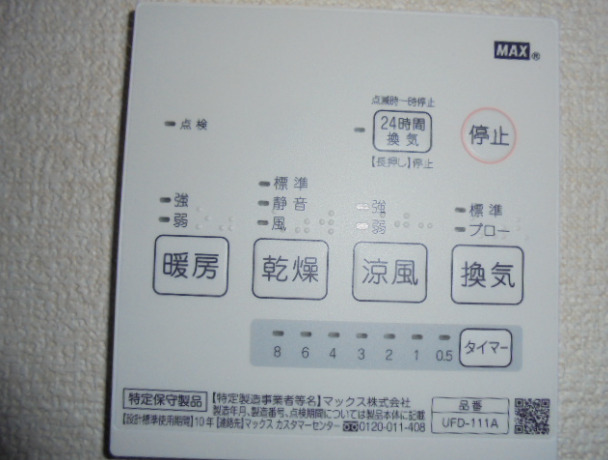 MAX®
点検
点滅時一時停止
24時間
換気
【長押し】停止
停止
強
弱
暖房
標準
静音
風
乾燥
強
弱
涼風
標準
ブロー
換気
8 6 4 3 2 1 0.5
タイマー
特定保守製品
【特定製造事業者等名】マックス株式会社
製造年月、製造番号、点検期間については製品本体に記載
【設計標準使用期間】10年【連絡先】マックス カスタマーセンター 0120-011-408
品番
UFD-111A